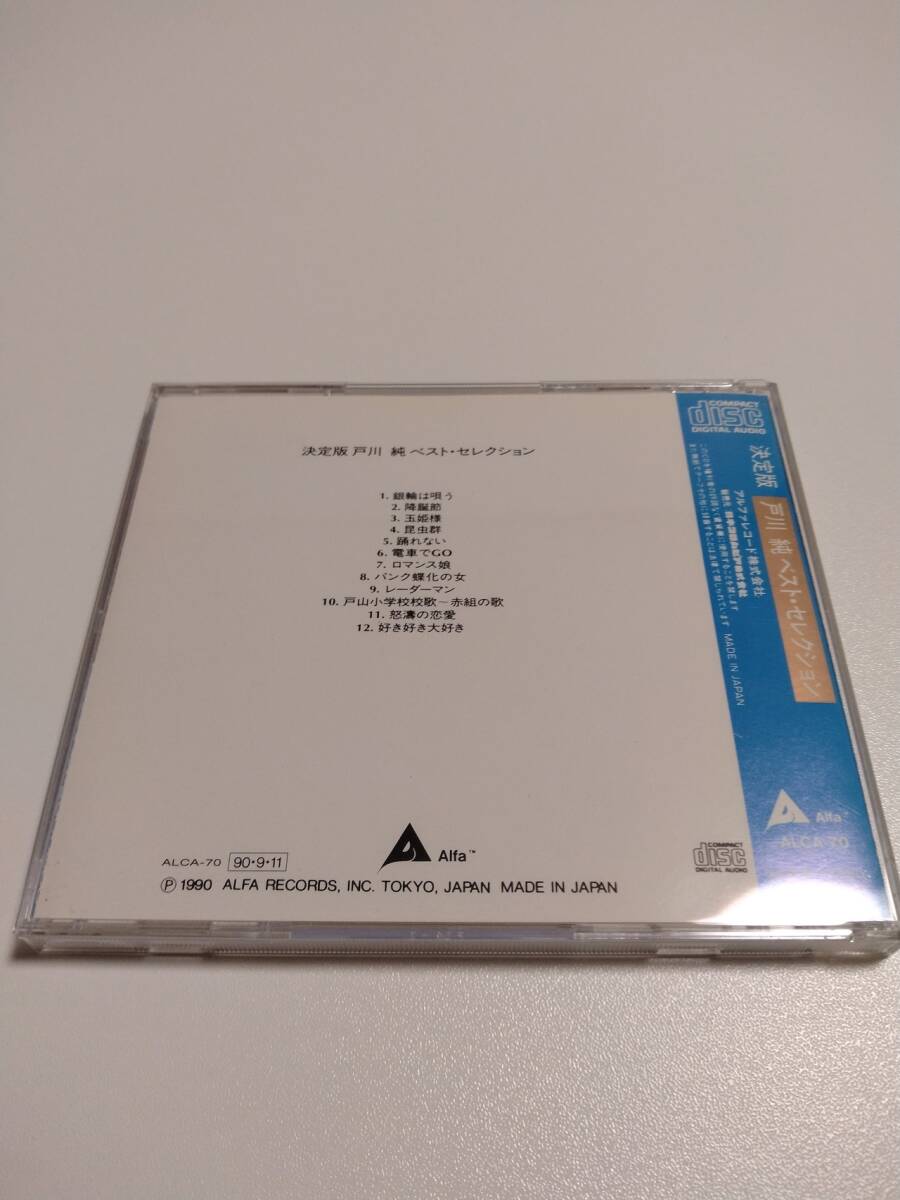 決定版 戸川 純 ベスト・セレクション
1. 銀輪は唄う
2. 降誕節
3. 玉姫様
4. 昆虫群
5. 踊れない
6. 電車でGO
7. ロマンス娘
8. パンク蝶化の女
9. レーダーマン
10. 戸山小学校校歌〜赤組の歌
11. 怒濤の恋愛
12. 好き好き大好き
Alfa™
ALCA-70 90・9・11
Ⓟ 1990 ALFA RECORDS, INC. TOKYO, JAPAN MADE IN JAPAN
COMPACT
disc
DIGITAL AUDIO
COMPACT
disc
DIGITAL AUDIO
決定版 戸川 純 ベスト・セレクション
アルファレコード株式会社
MADE IN JAPAN
Alfa
ALCA-70